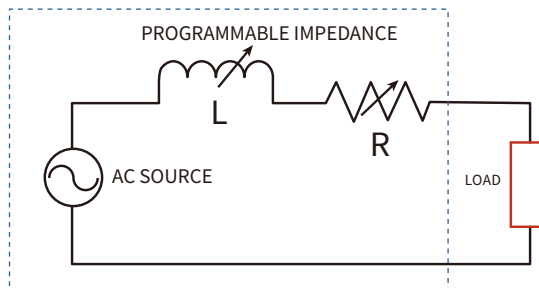 PROGRAMMABLE IMPEDANCE
L
R
AC SOURCE
LOAD